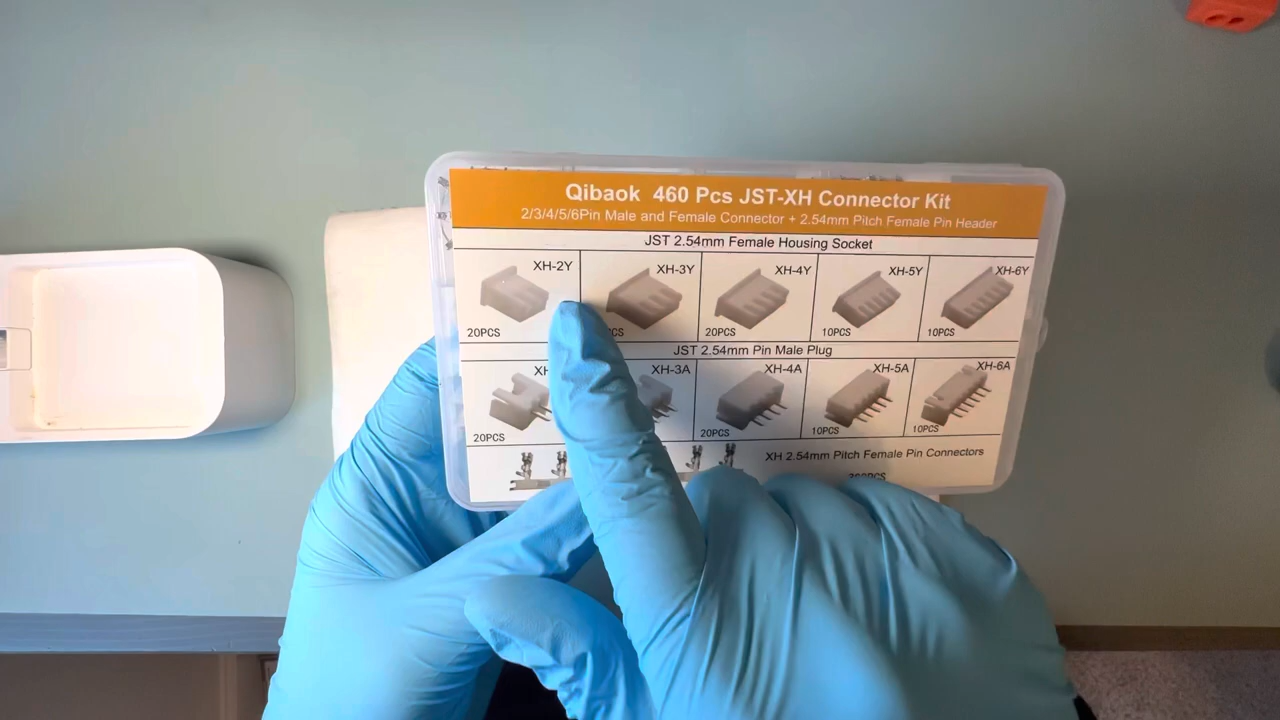 Qibaok 460 Pcs JST-XH Connector Kit
2/3/4/5/6Pin Male and Female Connector + 2.54mm Pitch Female Pin Header
JST 2.54mm Female Housing Socket
XH-2Y XH-3Y XH-4Y XH-5Y XH-6Y
20PCS 20PCS 10PCS 10PCS
JST 2.54mm Pin Male Plug
XH-3A XH-4A XH-5A XH-6A
20PCS 20PCS 10PCS 10PCS
XH 2.54mm Pitch Female Pin Connectors